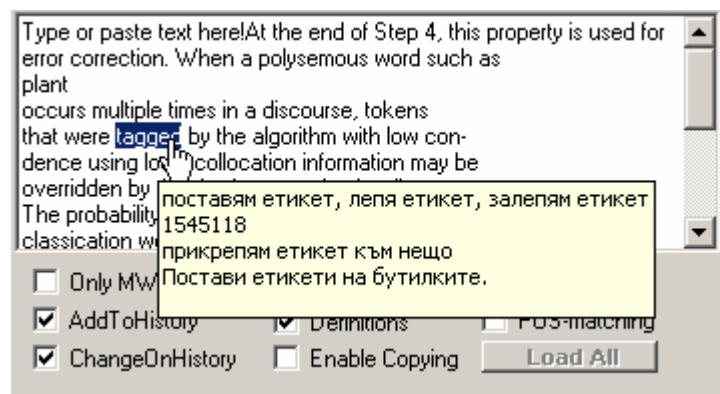 Type or paste text here!At the end of Step 4, this property is used for
error correction. When a polysemous word such as
plant
occurs multiple times in a discourse, tokens
that were tagged by the algorithm with low con-
dence using collocation information may be
overridden by
The probability
classication
поставям етикет, лепя етикет, залепям етикет
1545118
прикрепям етикет към нещо
Постави етикети на бутилките.
Only MW
AddToHistory Definitions POS-matching
ChangeOnHistory Enable Copying Load All